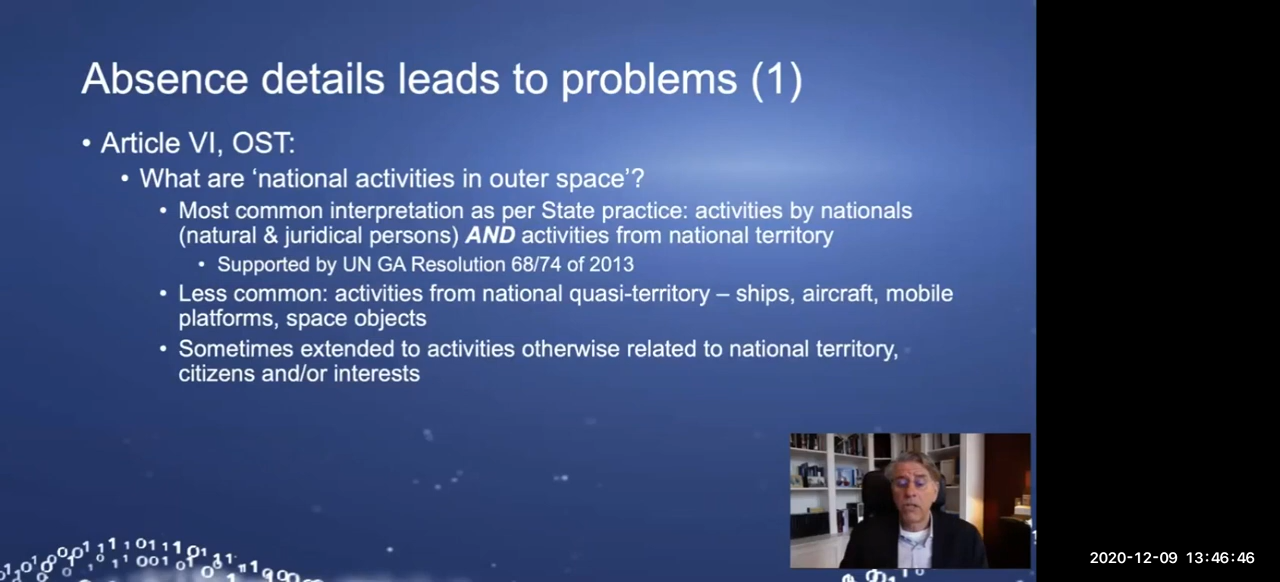 Absence details leads to problems (1)
• Article VI, OST:
• What are ‘national activities in outer space’?
• Most common interpretation as per State practice: activities by nationals
(natural & juridical persons) AND activities from national territory
• Supported by UN GA Resolution 68/74 of 2013
• Less common: activities from national quasi-territory – ships, aircraft, mobile
platforms, space objects
• Sometimes extended to activities otherwise related to national territory,
citizens and/or interests
2020-12-09 13:46:46